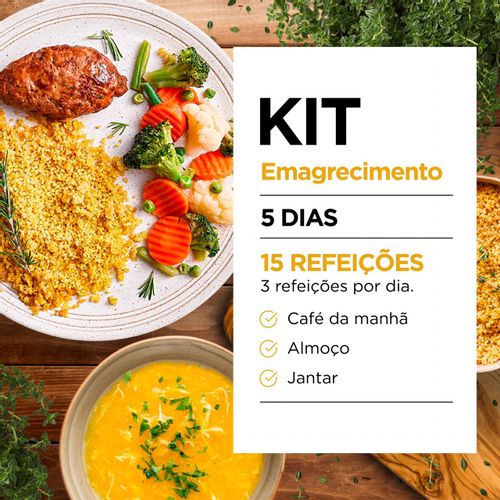 KIT
Emagrecimento
5 DIAS
15 REFEIÇÕES
3 refeições por dia.
Café da manhã
Almoço
Jantar